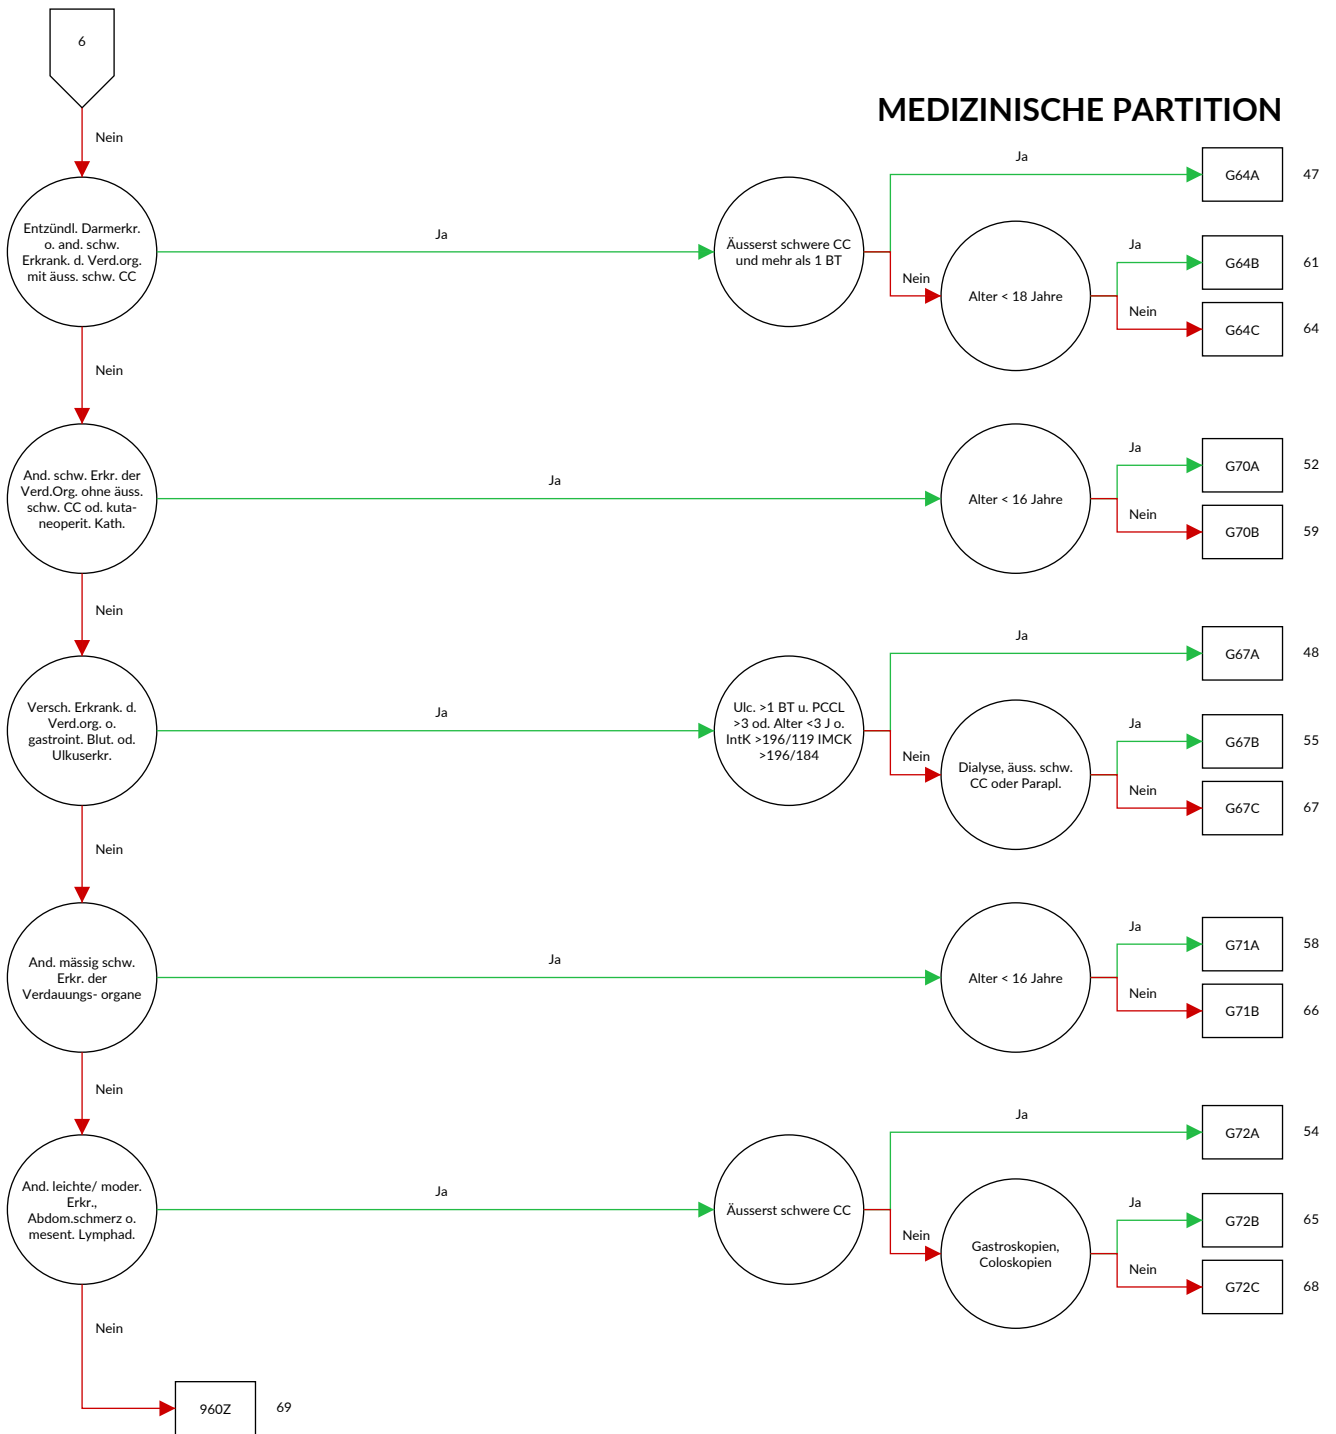 6
MEDIZINISCHE PARTITION
Nein
Entzündl. Darmerkr.
o. and. schw.
Erkrank. d. Verd.org.
mit äuss. schw. CC
Ja
Äusserst schwere CC
und mehr als 1 BT
Ja
G64A
47
Nein
Alter < 18 Jahre
Ja
G64B
61
Nein
G64C
64
Nein
And. schw. Erkr. der
Verd.Org. ohne äuss.
schw. CC od. kuta-
neoperit. Kath.
Ja
Alter < 16 Jahre
Ja
G70A
52
Nein
G70B
59
Nein
Versch. Erkrank. d.
Verd.org. o.
gastroint. Blut. od.
Ulkuserkr.
Ja
Ulc. >1 BT u. PCCL
>3 od. Alter <3 J o.
IntK >196/119 IMCK
>196/184
Ja
G67A
48
Nein
Dialyse, äuss. schw.
CC oder Parapl.
Ja
G67B
55
Nein
G67C
67
Nein
And. mässig schw.
Erkr. der
Verdauungs- organe
Ja
Alter < 16 Jahre
Ja
G71A
58
Nein
G71B
66
Nein
And. leichte/ moder.
Erkr.,
Abdom.schmerz o.
mesent. Lymphad.
Ja
Äusserst schwere CC
Ja
G72A
54
Nein
Gastroskopien,
Coloskopien
Ja
G72B
65
Nein
G72C
68
Nein
960Z
69